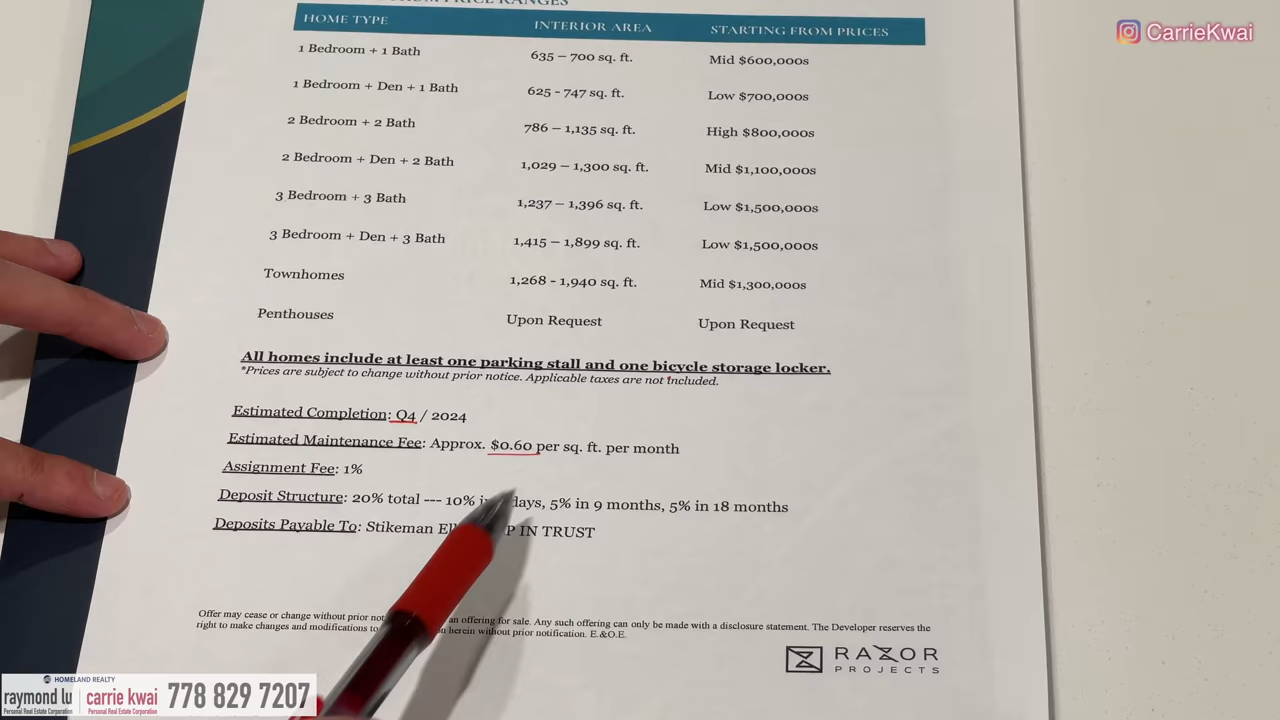 PRICE RANGES
CarrieKwai
HOME TYPE INTERIOR AREA STARTING FROM PRICES
1 Bedroom + 1 Bath 635 – 700 sq. ft. Mid $600,000s
1 Bedroom + Den + 1 Bath 625 - 747 sq. ft. Low $700,000s
2 Bedroom + 2 Bath 786 – 1,135 sq. ft. High $800,000s
2 Bedroom + Den + 2 Bath 1,029 – 1,300 sq. ft. Mid $1,100,000s
3 Bedroom + 3 Bath 1,237 – 1,396 sq. ft. Low $1,500,000s
3 Bedroom + Den + 3 Bath 1,415 – 1,899 sq. ft. Low $1,500,000s
Townhomes 1,268 - 1,940 sq. ft. Mid $1,300,000s
Penthouses Upon Request Upon Request
All homes include at least one parking stall and one bicycle storage locker.
*Prices are subject to change without prior notice. Applicable taxes are not included.
Estimated Completion: Q4 / 2024
Estimated Maintenance Fee: Approx. $0.60 per sq. ft. per month
Assignment Fee: 1%
Deposit Structure: 20% total --- 10% days, 5% in 9 months, 5% in 18 months
Deposits Payable To: Stikeman IN TRUST
Offer may cease or change without prior an offering for sale. Any such offering can only be made with a disclosure statement. The Developer reserves the
right to make changes and modifications to herein without prior notification. E.&O.E.
RAZOR
PROJECTS
HOMELAND REALTY
raymond lu carrie kwai 778 829 7207
Personal Real Estate Corporation Personal Real Estate Corporation